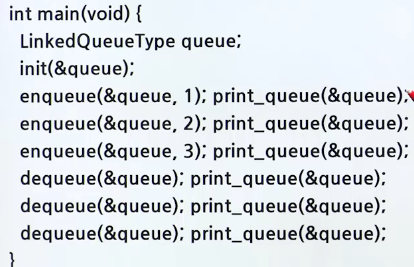 int main(void) {
LinkedQueueType queue;
init(&queue);
enqueue(&queue, 1); print_queue(&queue);
enqueue(&queue, 2); print_queue(&queue);
enqueue(&queue, 3); print_queue(&queue);
dequeue(&queue); print_queue(&queue);
dequeue(&queue); print_queue(&queue);
dequeue(&queue); print_queue(&queue);
}